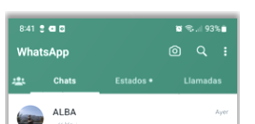 8:41 93%
WhatsApp
Chats Estados Llamadas
ALBA Ayer